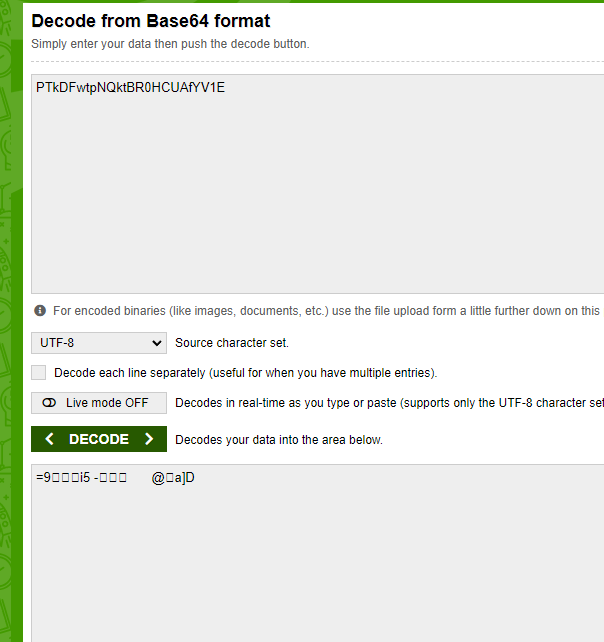 Decode from Base64 format
Simply enter your data then push the decode button.
PTkDFwtpNQktBR0HCUAfYV1E
For encoded binaries (like images, documents, etc.) use the file upload form a little further down on this
UTF-8 Source character set.
Decode each line separately (useful for when you have multiple entries).
Live mode OFF Decodes in real-time as you type or paste (supports only the UTF-8 character set
DECODE Decodes your data into the area below.
=9□□□i5 -□□□ @□a]D